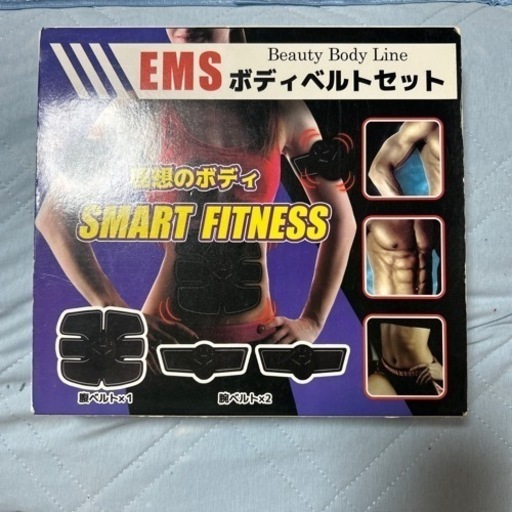 Beauty Body Line
EMS ボディベルトセット
理想のボディ
SMART FITNESS
腹ベルト×1
腕ベルト×2